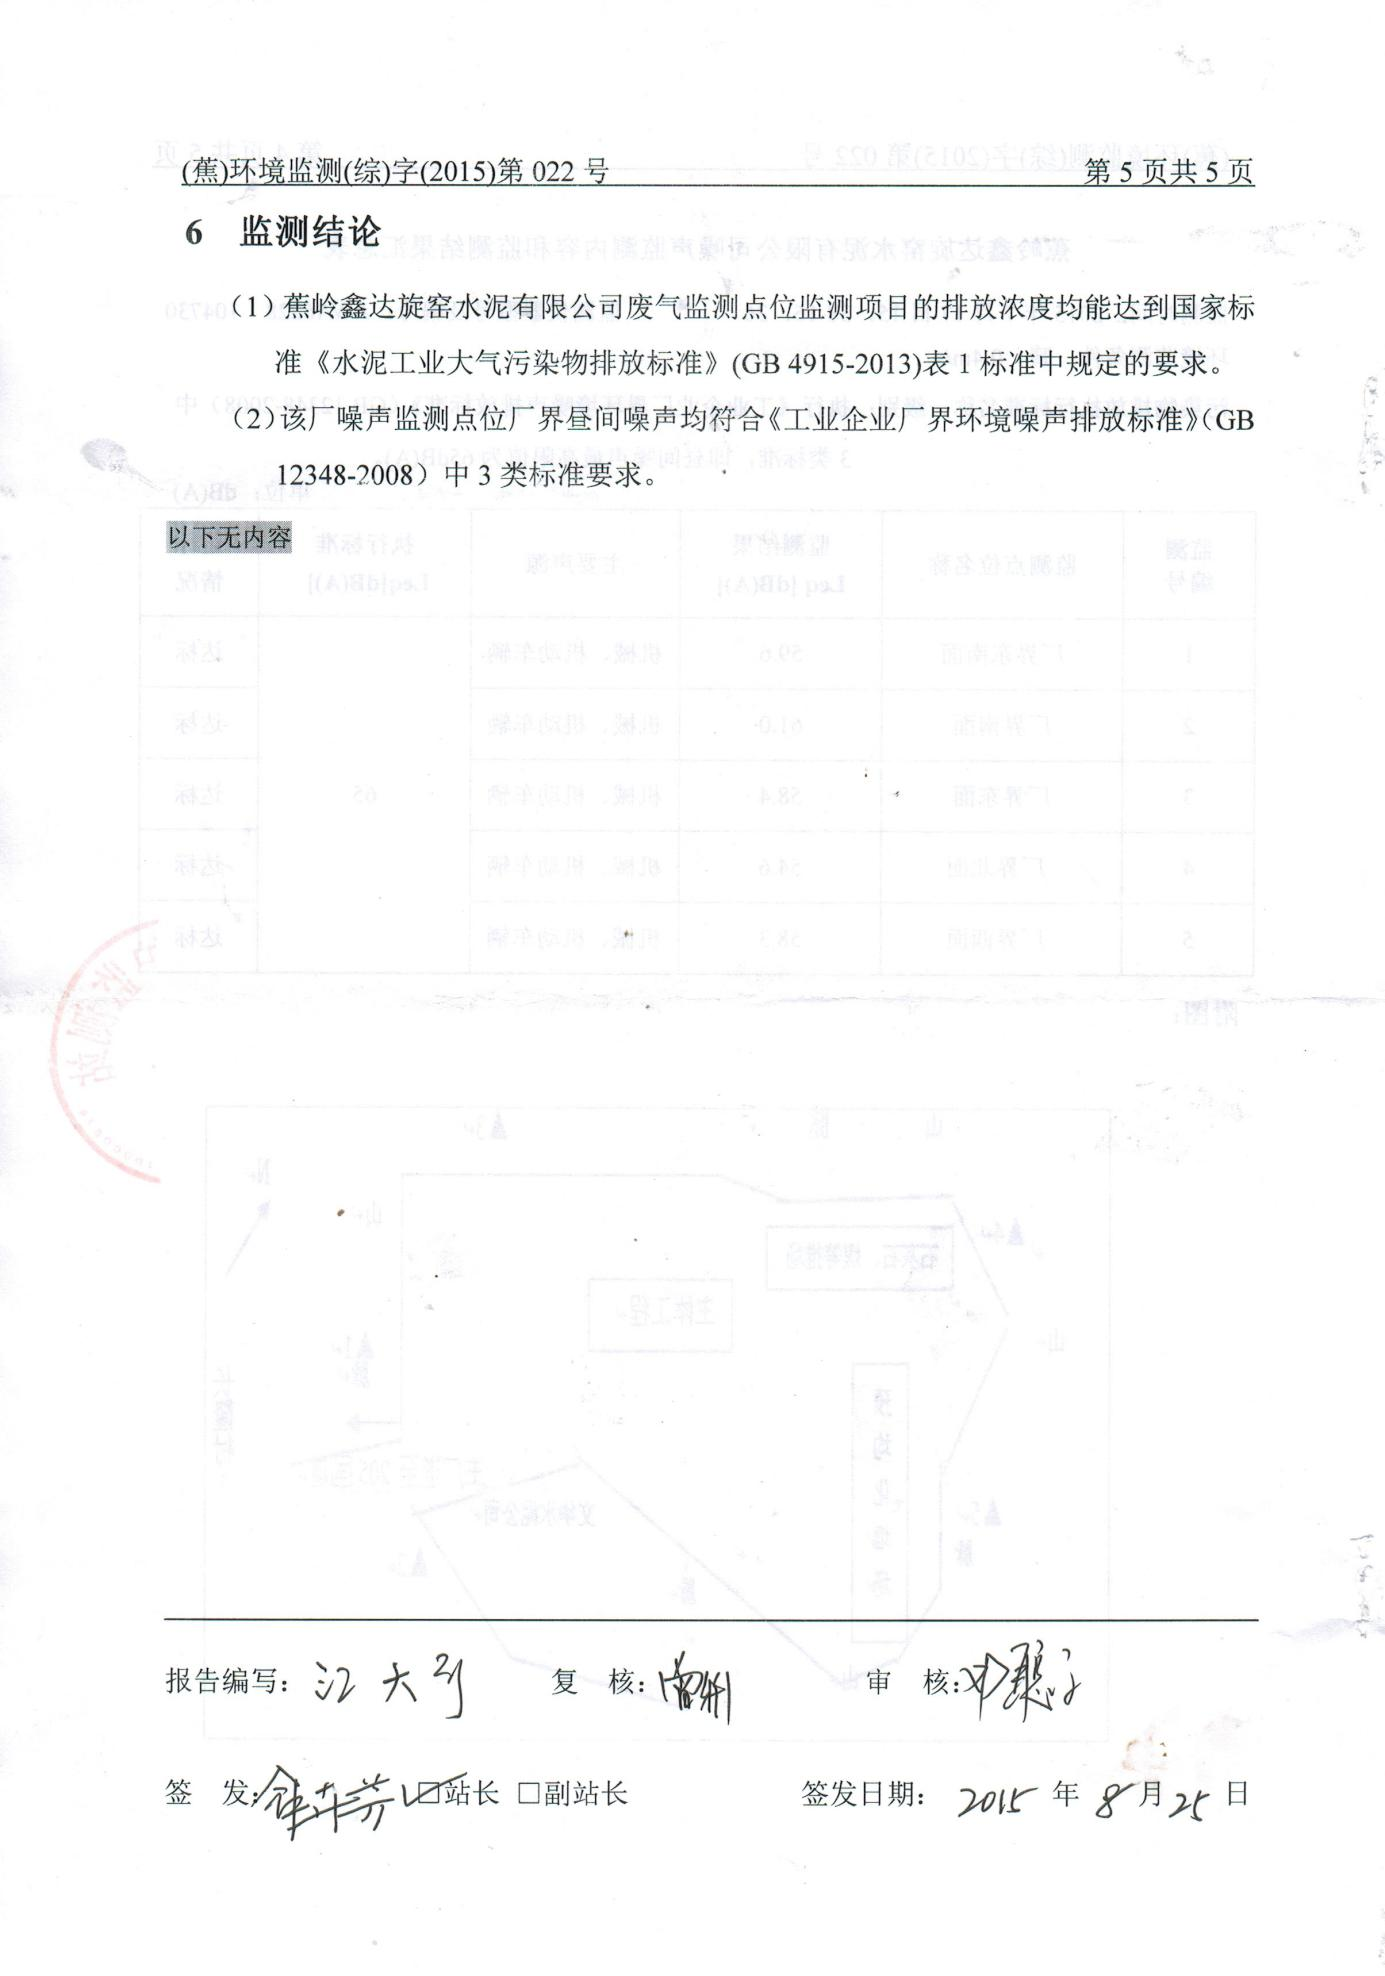 (蕉)环境监测(综)字(2015)第 022 号 第 5 页共 5 页
6 监测结论
（1）蕉岭鑫达旋窑水泥有限公司废气监测点位监测项目的排放浓度均能达到国家标
准《水泥工业大气污染物排放标准》(GB 4915-2013)表 1 标准中规定的要求。
（2）该厂噪声监测点位厂界昼间噪声均符合《工业企业厂界环境噪声排放标准》（GB
12348-2008）中 3 类标准要求。
以下无内容
监测站
报告编写： 江大引 复 核： 审 核：
签 发： ☑站长 □副站长 签发日期： 2015 年 8 月 25 日